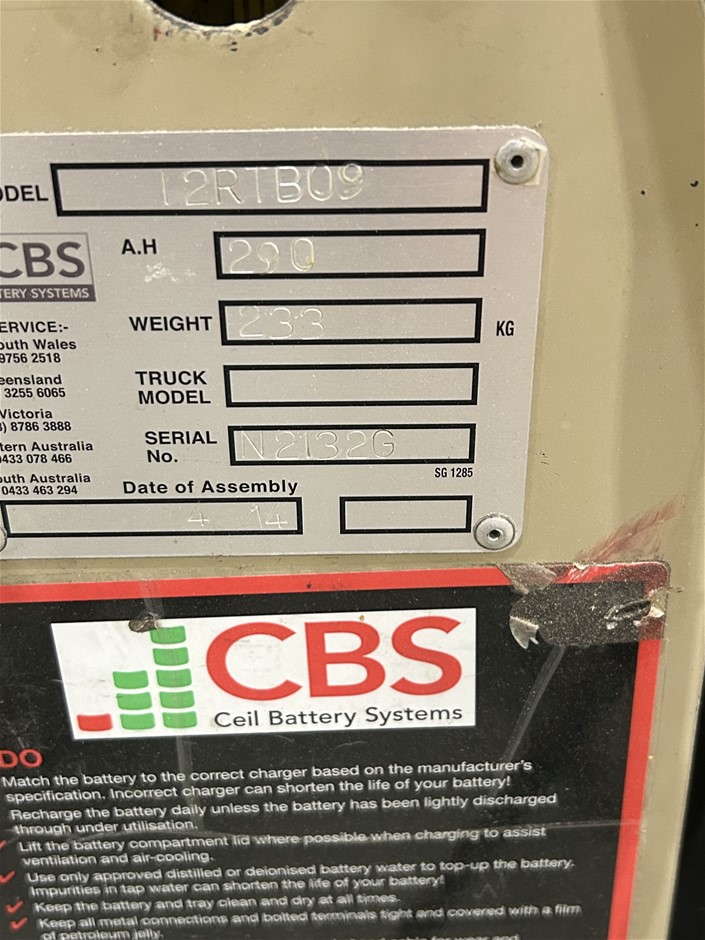 ODEL 12RTB09
CBS
TERY SYSTEMS
A.H 290
WEIGHT 233 KG
ERVICE:-
outh Wales
9756 2518
eensland
3255 6065
Victoria
) 8786 3888
tern Australia
0433 078 466
outh Australia
0433 463 294
TRUCK
MODEL
SERIAL
No. N2132G
SG 1285
Date of Assembly
4 14
CBS
Ceil Battery Systems
DO
Match the battery to the correct charger based on the manufacturer's
specification. Incorrect charger can shorten the life of your battery!
Recharge the battery daily unless the battery has been lightly discharged
through under utilisation.
Lift the battery compartment lid where possible when charging to assist
ventilation and air-cooling.
Use only approved distilled or deionised battery water to top-up the battery.
Impurities in tap water can shorten the life of your battery!
Keep the battery and tray clean and dry at all times.
Keep all metal connections and bolted terminals tight and covered with a film
of petroleum jelly.